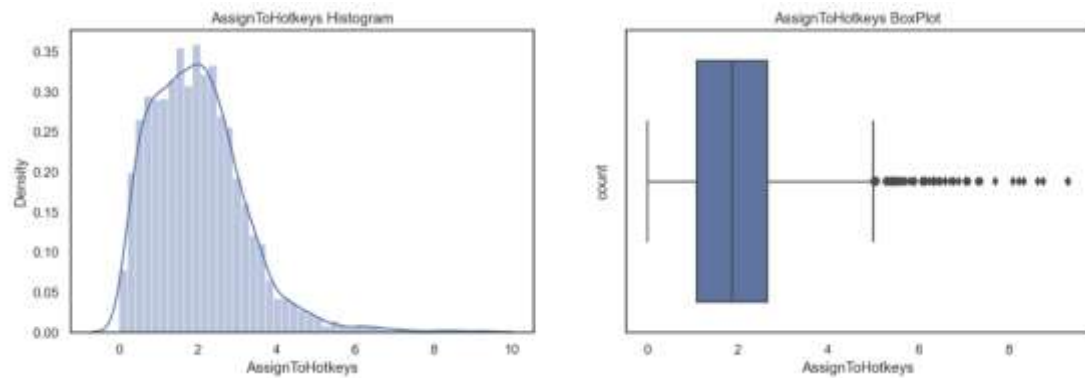 AssignToHotkeys Histogram
0.35
0.30
0.25
0.20
0.15
0.10
0.05
0.00
Density
0 2 4 6 8 10
AssignToHotkeys
AssignToHotkeys BoxPlot
count
0 2 4 6 8
AssignToHotkeys